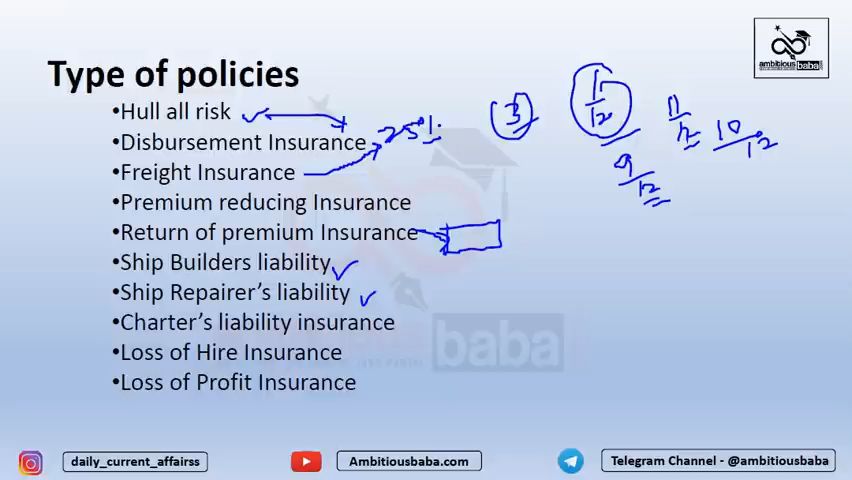 Type of policies
•Hull all risk
•Disbursement Insurance
•Freight Insurance
•Premium reducing Insurance
•Return of premium Insurance
•Ship Builders liability
•Ship Repairer's liability
•Charter's liability insurance
•Loss of Hire Insurance
•Loss of Profit Insurance
25%
3
1/12
11/12
10/12
9/12
ambitiousbaba
baba
daily_current_affairss
Ambitiousbaba.com
Telegram Channel - @ambitiousbaba